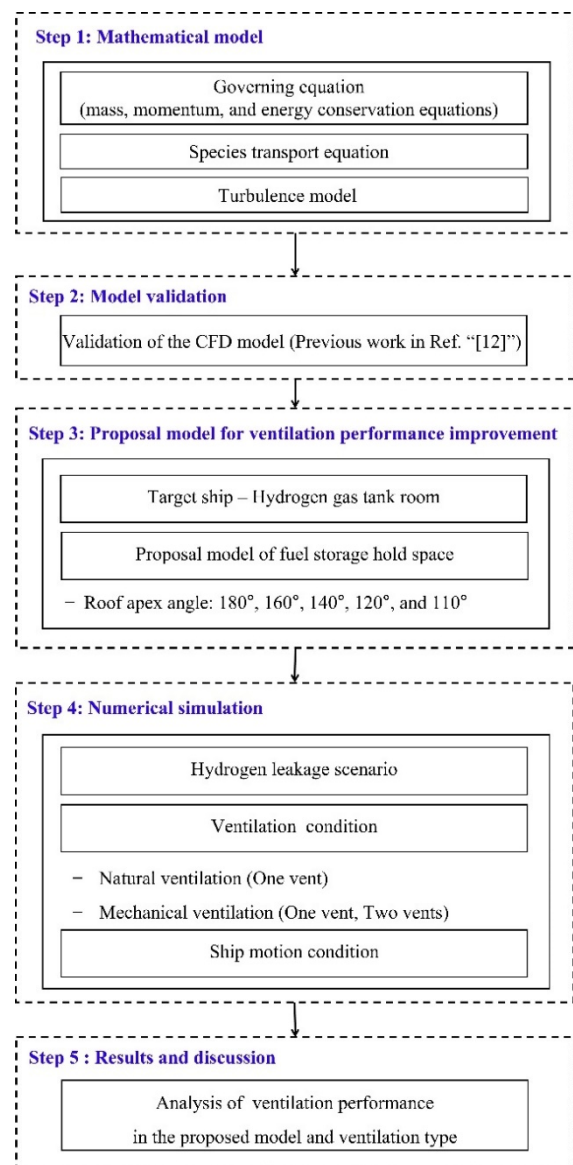 Step 1: Mathematical model
Governing equation
(mass, momentum, and energy conservation equations)
Species transport equation
Turbulence model
Step 2: Model validation
Validation of the CFD model (Previous work in Ref. “[12]”)
Step 3: Proposal model for ventilation performance improvement
Target ship – Hydrogen gas tank room
Proposal model of fuel storage hold space
− Roof apex angle: 180°, 160°, 140°, 120°, and 110°
Step 4: Numerical simulation
Hydrogen leakage scenario
Ventilation condition
− Natural ventilation (One vent)
− Mechanical ventilation (One vent, Two vents)
Ship motion condition
Step 5 : Results and discussion
Analysis of ventilation performance
in the proposed model and ventilation type